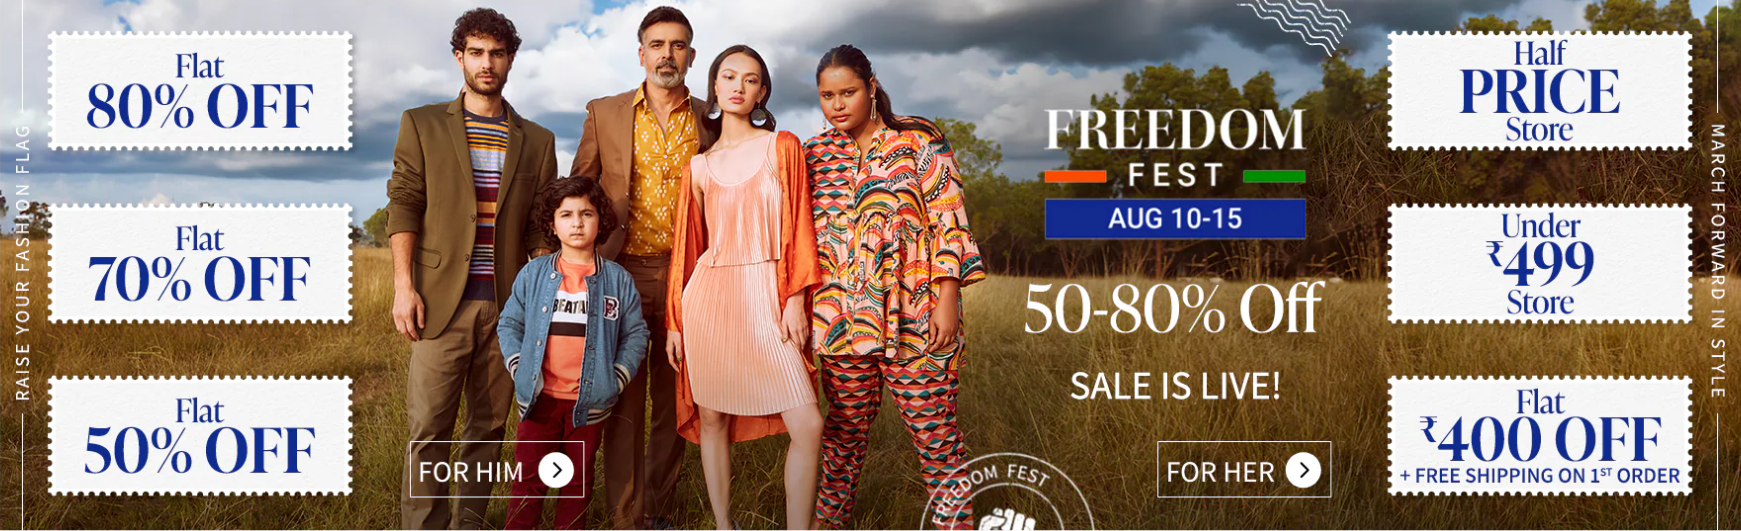 RAISE YOUR FASHION FLAG
Flat
80% OFF
Flat
70% OFF
Flat
50% OFF
BEATN
B
FOR HIM
FREEDOM
FEST
AUG 10-15
50-80% Off
SALE IS LIVE!
FOR HER
FREEDOM FEST
Half
PRICE
Store
Under
₹499
Store
Flat
₹400 OFF
+ FREE SHIPPING ON 1ST ORDER
MARCH FORWARD IN STYLE